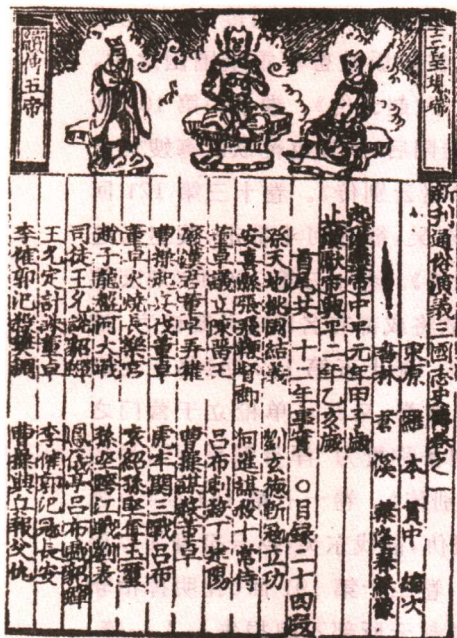 新刊通俗演義三國志史傳卷之一
東原 羅 本 貫中 編次
書林 溪 葉逢春
起漢靈帝中平元年甲子歲
止漢獻帝興平二年乙亥歲
首尾廿一十二年事實 ○目錄二十四段
祭天地桃園結義 劉玄德斬寇立功
安喜縣張飛鞭督郵 何進謀殺十常侍
董卓議立陳留王 呂布刺殺丁建陽
廢漢君董卓弄權 曹操謀殺董卓
曹操起兵伐董卓 虎牢関三戰呂布
董卓火焼長樂宮 袁紹孫堅奪玉璽
趙子龍盤河大戰 孫堅跨江戰劉表
司徒王允說貂蟬 鳳儀亭呂布戲貂蟬
王允定計誅董卓 李傕郭汜寇長安
李傕郭汜殺樊稠 曹操興兵報父仇